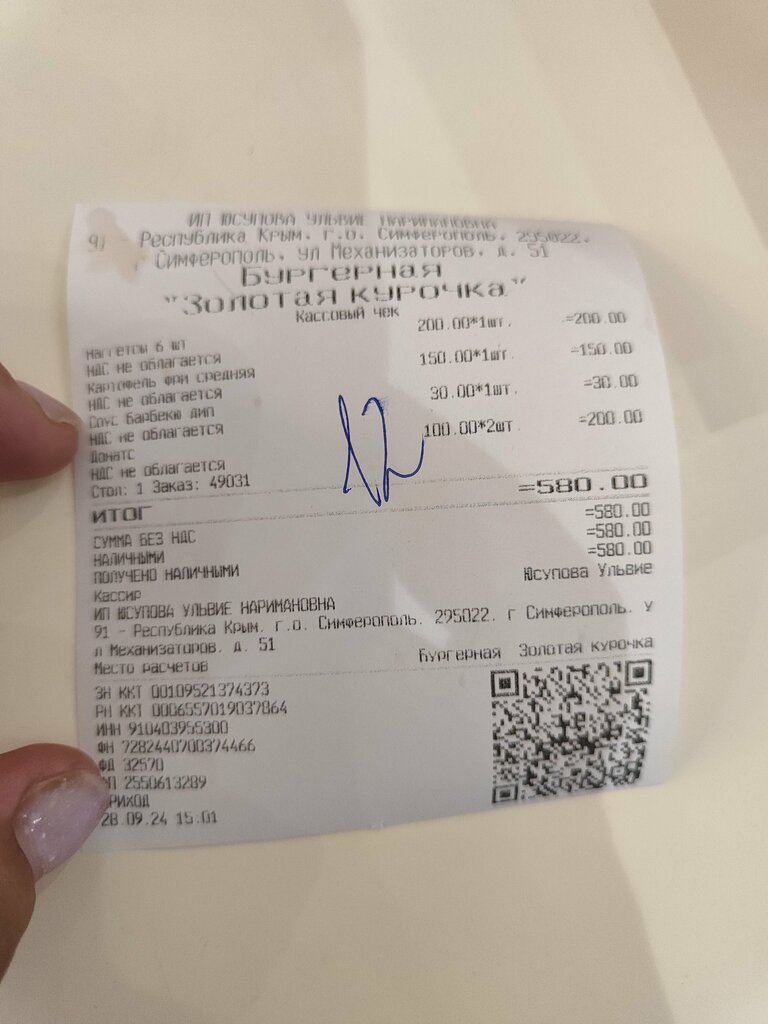 ИП ЮСУПОВА УЛЬВИЕ НАРИМАНОВНА
91 - Республика Крым, г.о. Симферополь, 295022,
Симферополь, ул Механизаторов, д. 51
Бургерная
"Золотая курочка"
Кассовый чек
Наггетсы 6 шт 200.00*1шт. =200.00
НДС не облагается
Картофель фри средняя 150.00*1шт. =150.00
НДС не облагается
Соус барбекю дип 30.00*1шт. =30.00
НДС не облагается
Донатс 100.00*2шт. =200.00
НДС не облагается
Стол: 1 Заказ: 49031
ИТОГ =580.00
СУММА БЕЗ НДС =580.00
НАЛИЧНЫМИ =580.00
ПОЛУЧЕНО НАЛИЧНЫМИ =580.00
Кассир Юсупова Ульвие
ИП ЮСУПОВА УЛЬВИЕ НАРИМАНОВНА
91 - Республика Крым, г.о. Симферополь, 295022, г Симферополь, у
л Механизаторов, д. 51
Место расчетов Бургерная Золотая курочка
ЗН ККТ 00109521374373
РН ККТ 0006557019037864
ИНН 910403955300
ФН 7282440700374466
ФД 32570
2550613289
ПРИХОД
28.09.24 15:01
12